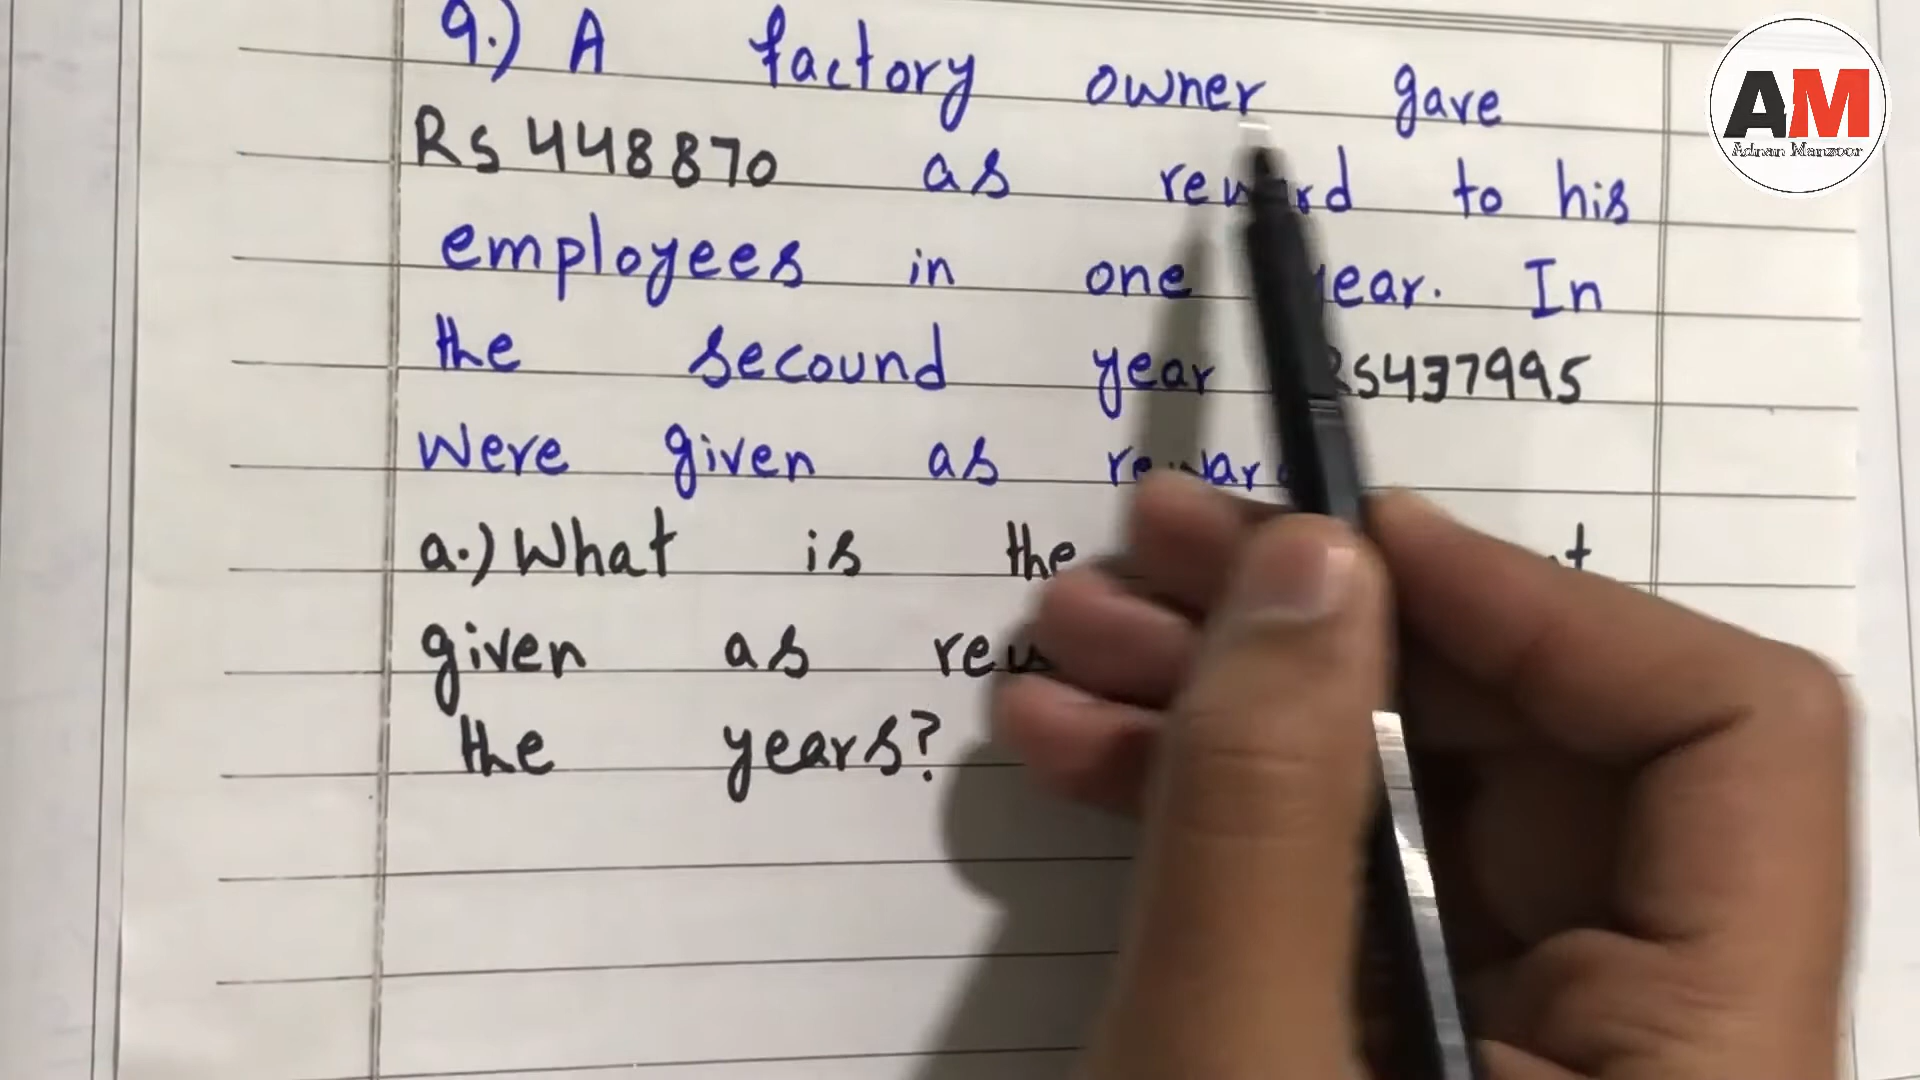 9.) A factory owner gave
Rs 448870 as reward to his
employees in one year. In
the secound year Rs437995
were given as reward
a.) What is the
given as
the years?
AM
Adnan Manzoor